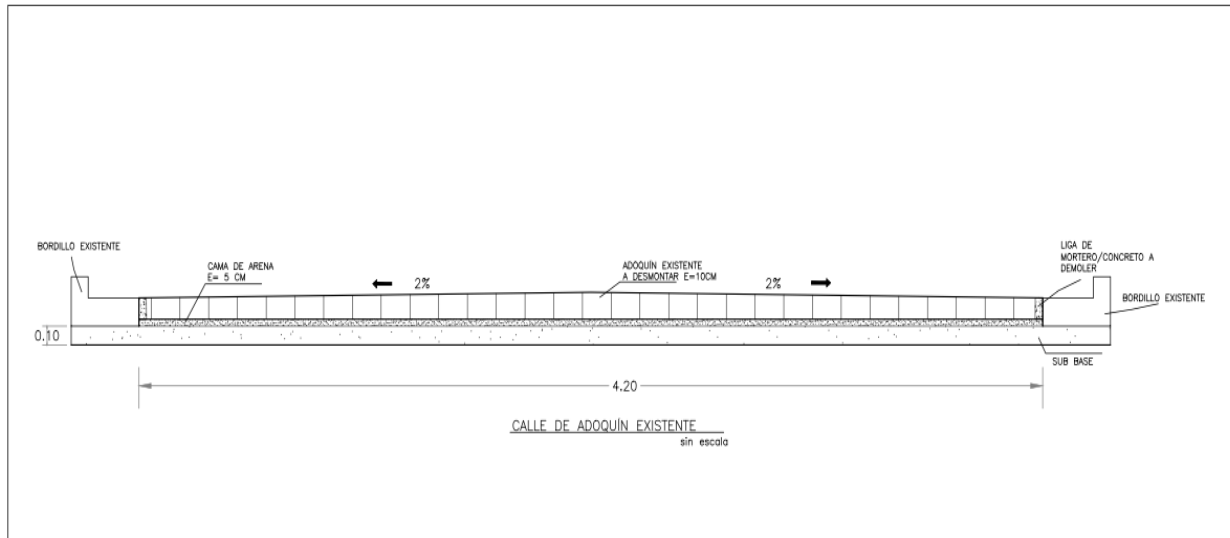 BORDILLO EXISTENTE
CAMA DE ARENA
E= 5 CM
2%
ADOQUÍN EXISTENTE
A DESMONTAR E=10CM
2%
LIGA DE
MORTERO/CONCRETO A
DEMOLER
BORDILLO EXISTENTE
0.10
SUB BASE
4.20
CALLE DE ADOQUÍN EXISTENTE
sin escala